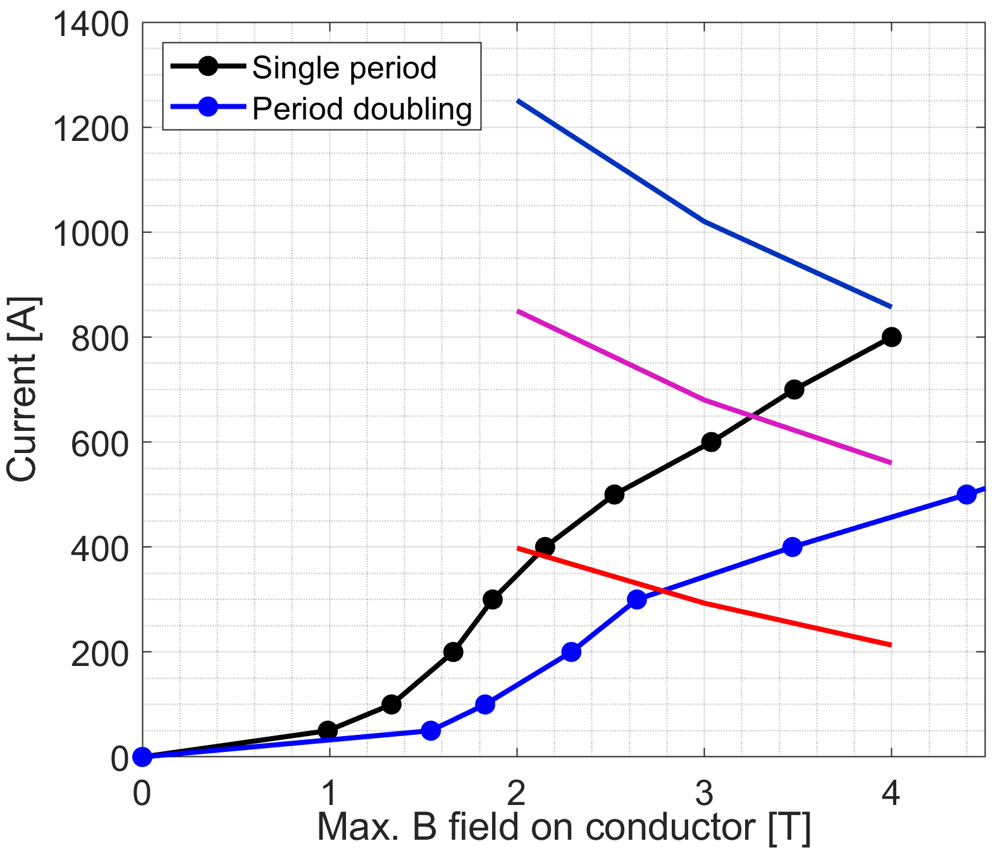 1400
1200
1000
800
600
400
200
0
Current [A]
Single period
Period doubling
0 1 2 3 4
Max. B field on conductor [T]